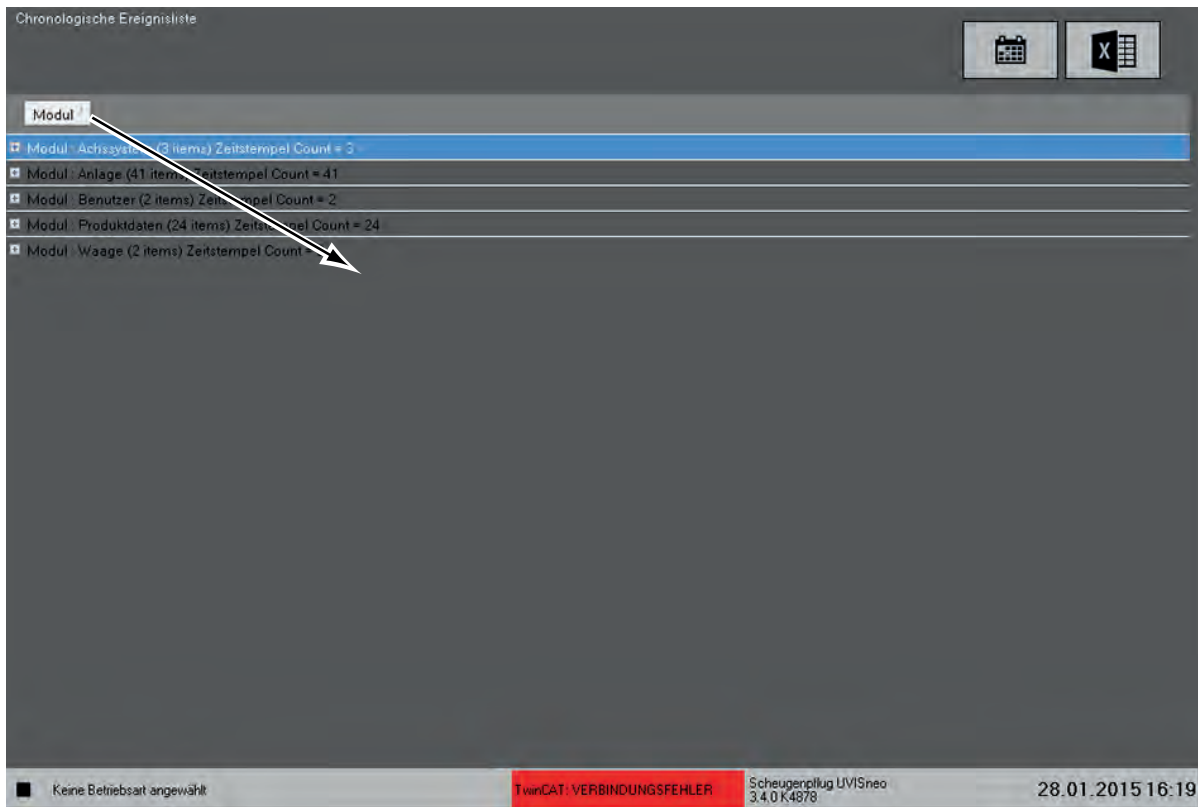 Chronologische Ereignisliste
X
Modul
Modul : Achssystem (3 items) Zeitstempel Count = 3
Modul : Anlage (41 items) Zeitstempel Count = 41
Modul : Benutzer (2 items) Zeitstempel Count = 2
Modul : Produktdaten (24 items) Zeitstempel Count = 24
Modul : Waage (2 items) Zeitstempel Count =
Keine Betriebsart angewählt
TwinCAT: VERBINDUNGSFEHLER
Scheugenpflug UVISneo
3.4.0 K4878
28.01.2015 16:19